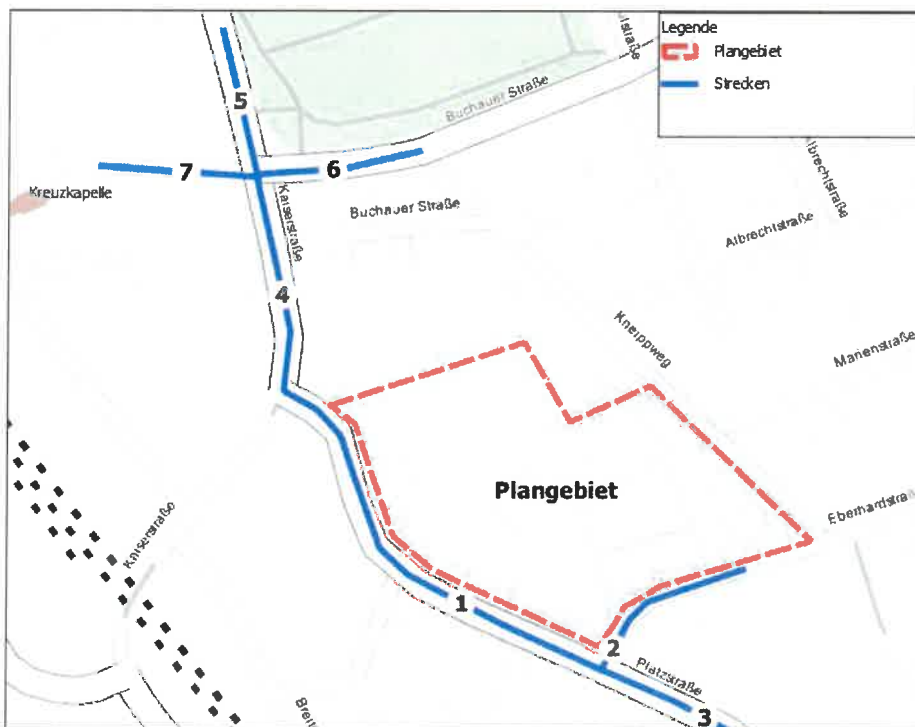 Legende
Plangebiet
Strecken
5
Buchauer Straße
7
6
Kreuzkapelle
Kaiserstraße
Buchauer Straße
Albrechtstraße
Albrechtstraße
4
Kneippweg
Marienstraße
Plangebiet
Eberhardstraß
Kaiserstraße
1
2
Platzstraße
3